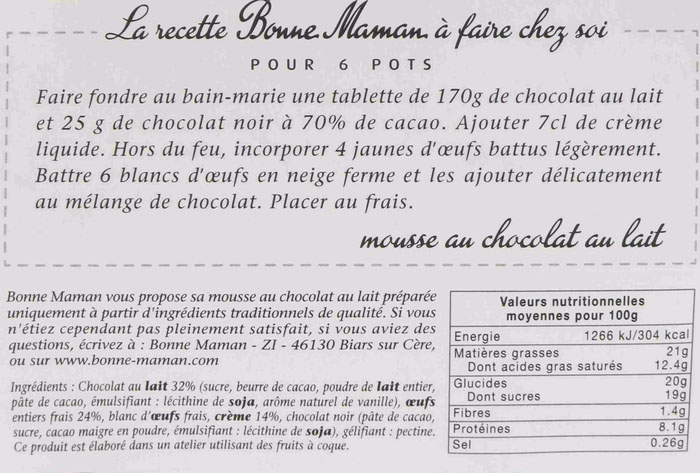 La recette Bonne Maman à faire chez soi
POUR 6 POTS
Faire fondre au bain-marie une tablette de 170g de chocolat au lait
et 25 g de chocolat noir à 70% de cacao. Ajouter 7cl de crème
liquide. Hors du feu, incorporer 4 jaunes d'œufs battus légèrement.
Battre 6 blancs d'œufs en neige ferme et les ajouter délicatement
au mélange de chocolat. Placer au frais.
mousse au chocolat au lait
Bonne Maman vous propose sa mousse au chocolat au lait préparée
uniquement à partir d'ingrédients traditionnels de qualité. Si vous
n'étiez cependant pas pleinement satisfait, si vous aviez des
questions, écrivez à : Bonne Maman - ZI - 46130 Biars sur Cère,
ou sur www.bonne-maman.com
Ingrédients : Chocolat au lait 32% (sucre, beurre de cacao, poudre de lait entier,
pâte de cacao, émulsifiant : lécithine de soja, arôme naturel de vanille), œufs
entiers frais 24%, blanc d'œufs frais, crème 14%, chocolat noir (pâte de cacao,
sucre, cacao maigre en poudre, émulsifiant : lécithine de soja), gélifiant : pectine.
Ce produit est élaboré dans un atelier utilisant des fruits à coque.
Valeurs nutritionnelles
moyennes pour 100g
Energie 1266 kJ/304 kcal
Matières grasses 21g
Dont acides gras saturés 12.4g
Glucides 20g
Dont sucres 19g
Fibres 1.4g
Protéines 8.1g
Sel 0.26g